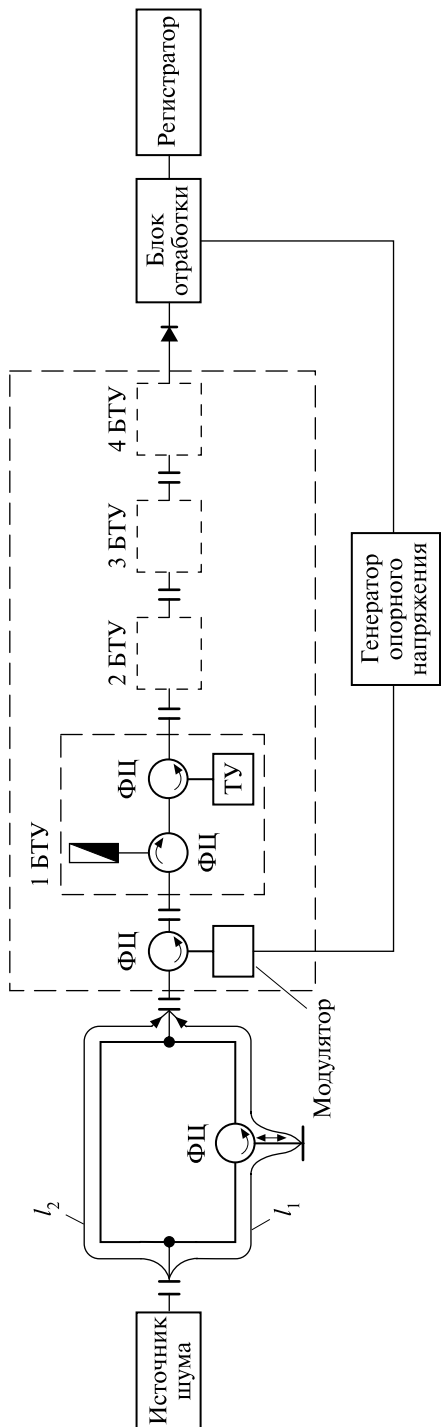 Источник
шума
l₂
l₁
ФЦ
Модулятор
ФЦ
1 БТУ
ФЦ
ФЦ
ТУ
2 БТУ
3 БТУ
4 БТУ
Генератор
опорного
напряжения
Блок
отработки
Регистратор